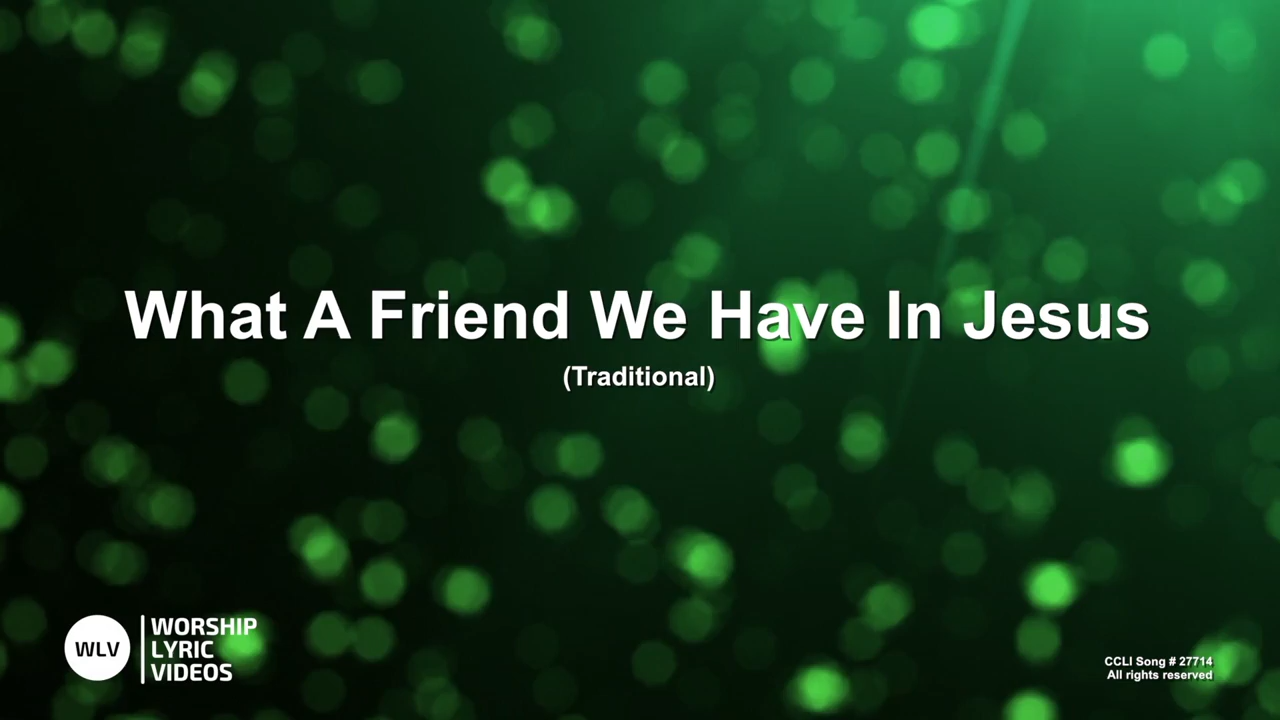 What A Friend We Have In Jesus
(Traditional)
WLV
WORSHIP
LYRIC
VIDEOS
CCLI Song # 27714
All rights reserved